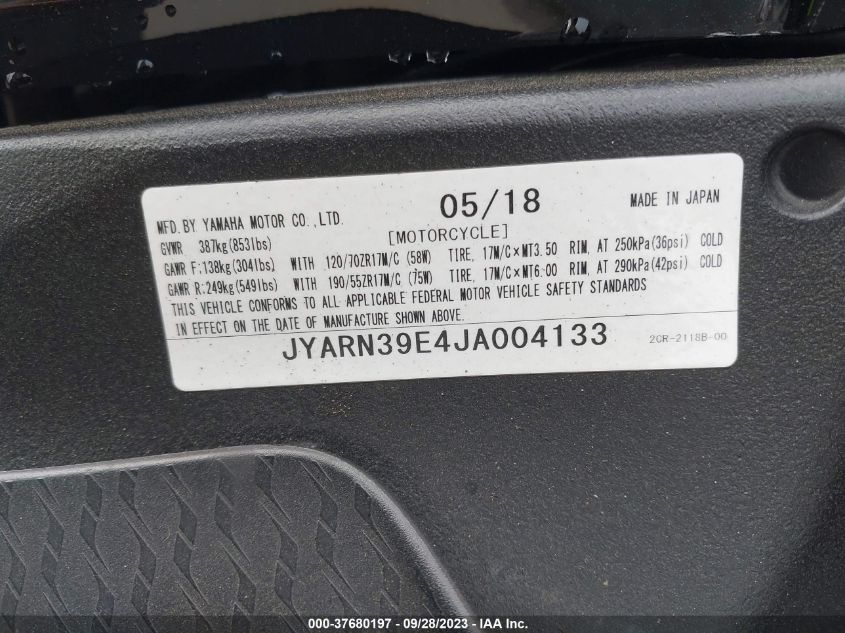 MFD. BY YAMAHA MOTOR CO., LTD 05/18 MADE IN JAPAN
GVWR 387kg(853lbs) [MOTORCYCLE]
GAWR F:138kg(304lbs) WITH 120/70ZR17M/C (58W) TIRE, 17M/C×MT3.50 RIM, AT 250kPa(36psi) COLD
GAWR R:249kg(549lbs) WITH 190/55ZR17M/C (75W) TIRE, 17M/C×MT6.00 RIM, AT 290kPa(42psi) COLD
THIS VEHICLE CONFORMS TO ALL APPLICABLE FEDERAL MOTOR VEHICLE SAFETY STANDARDS
IN EFFECT ON THE DATE OF MANUFACTURE SHOWN ABOVE.
JYARN39E4JA004133 2CR-2118B-00
000-37680197 - 09/28/2023 - IAAI.com